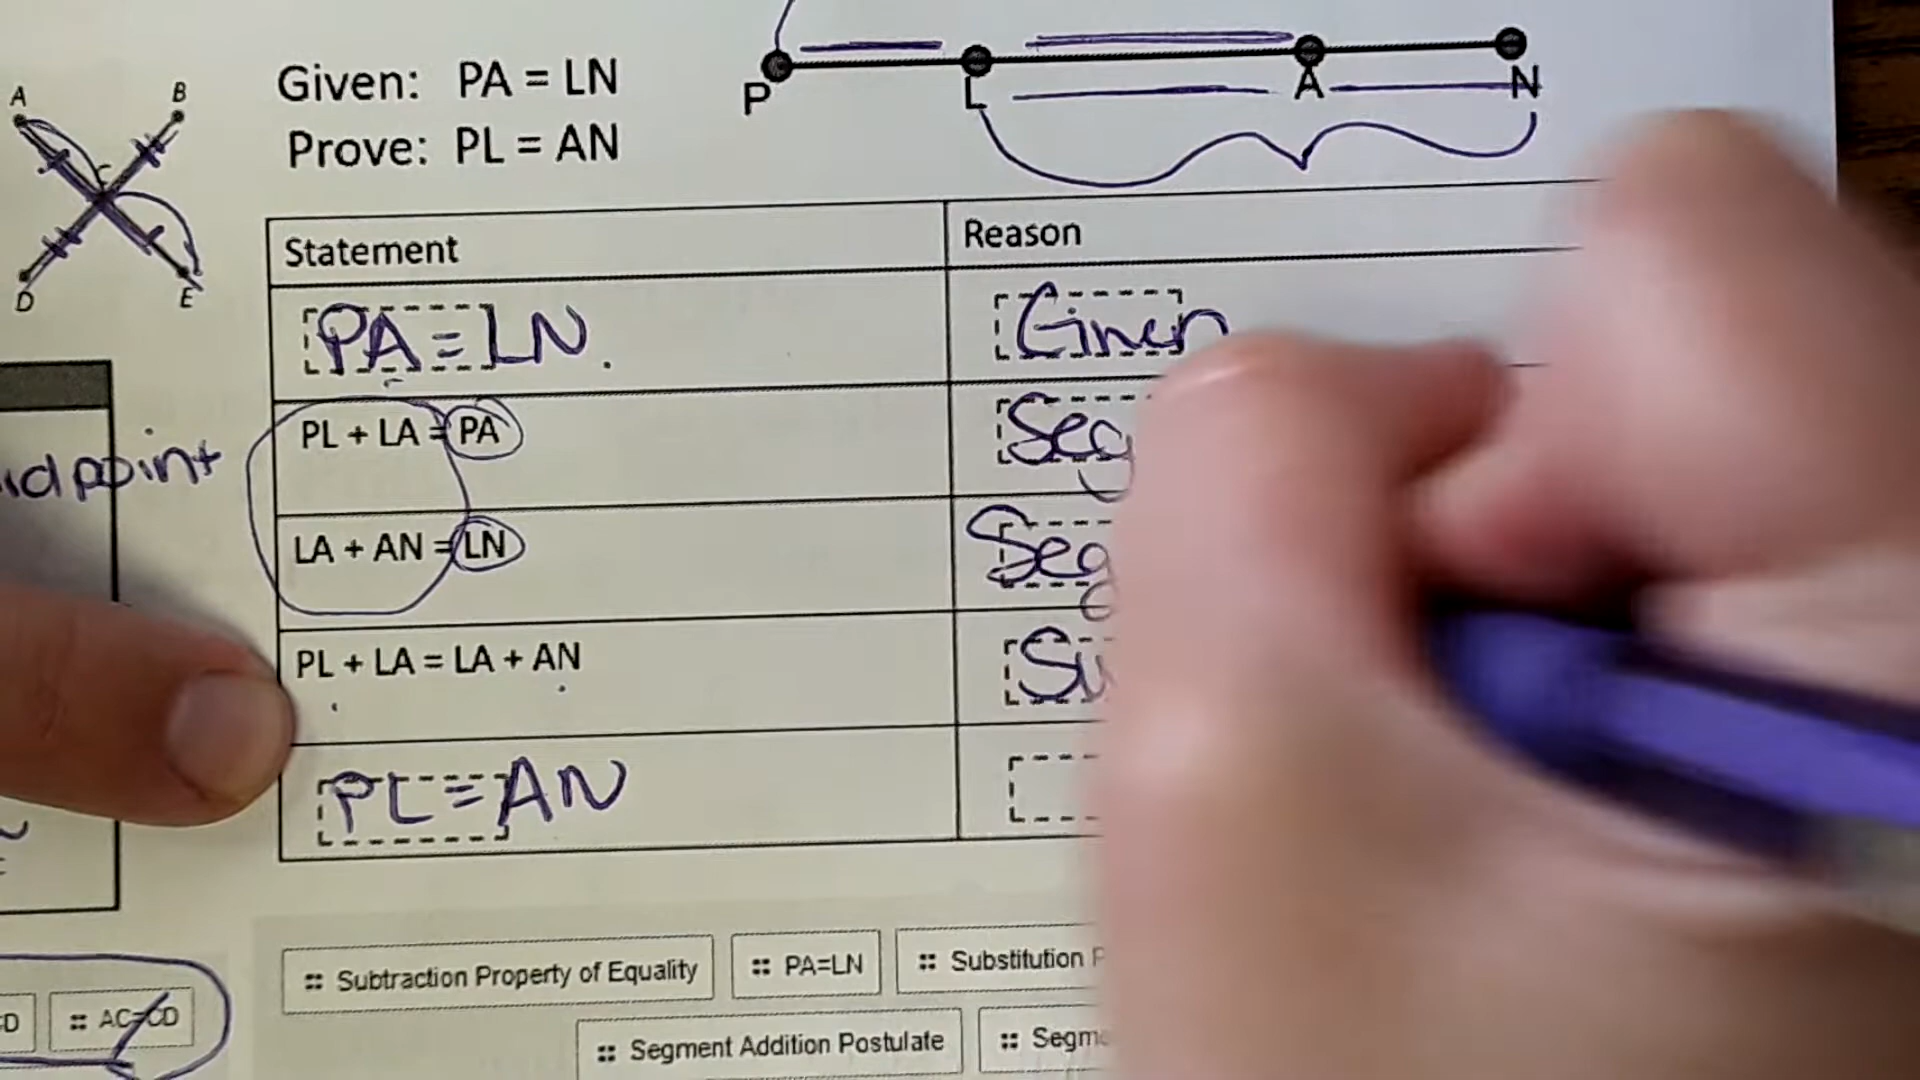 Given: PA = LN
Prove: PL = AN
P L A N
A B
C
D E
Statement Reason
PA = LN. Given
PL + LA = PA Seg
LA + AN = LN Seg
PL + LA = LA + AN Su
PL = AN
idpoint
:: Subtraction Property of Equality :: PA=LN :: Substitution P
:: Segment Addition Postulate :: Segm
D :: AC=CD